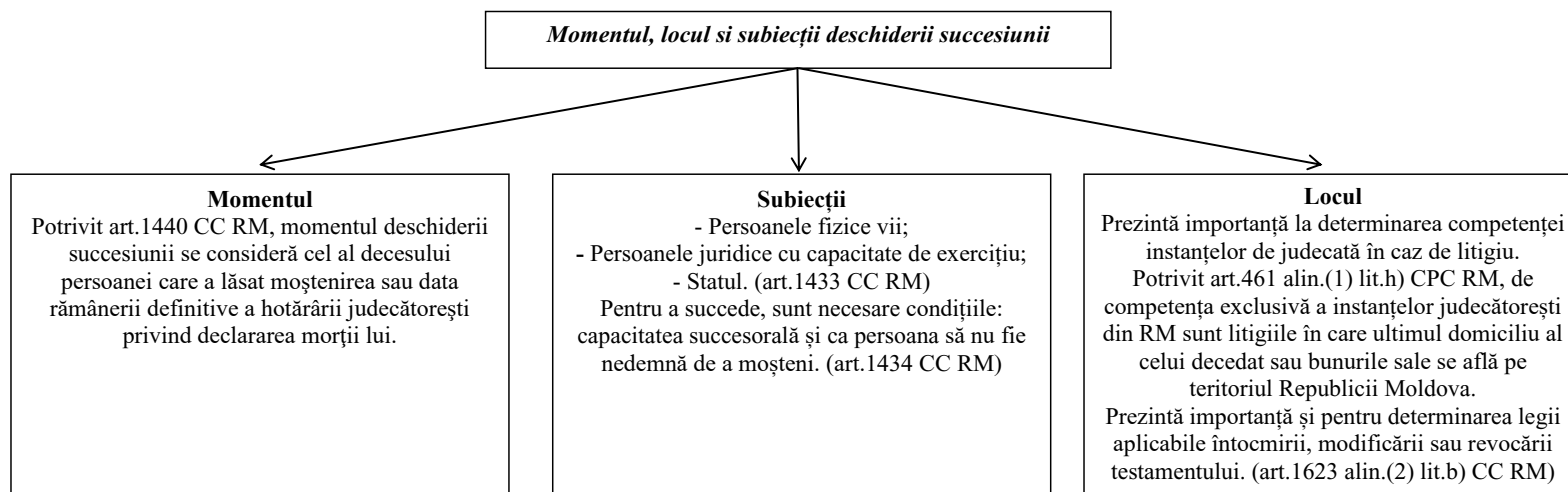 Momentul, locul si subiecții deschiderii succesiunii
Momentul
Potrivit art.1440 CC RM, momentul deschiderii
succesiunii se consideră cel al decesului
persoanei care a lăsat moştenirea sau data
rămânerii definitive a hotărârii judecătoreşti
privind declararea morţii lui.
Subiecții
- Persoanele fizice vii;
- Persoanele juridice cu capacitate de exercițiu;
- Statul. (art.1433 CC RM)
Pentru a succede, sunt necesare condițiile:
capacitatea succesorală și ca persoana să nu fie
nedemnă de a moșteni. (art.1434 CC RM)
Locul
Prezintă importanță la determinarea competenței
instanțelor de judecată în caz de litigiu.
Potrivit art.461 alin.(1) lit.h) CPC RM, de
competența exclusivă a instanțelor judecătorești
din RM sunt litigiile în care ultimul domiciliu al
celui decedat sau bunurile sale se află pe
teritoriul Republicii Moldova.
Prezintă importanță și pentru determinarea legii
aplicabile întocmirii, modificării sau revocării
testamentului. (art.1623 alin.(2) lit.b) CC RM)